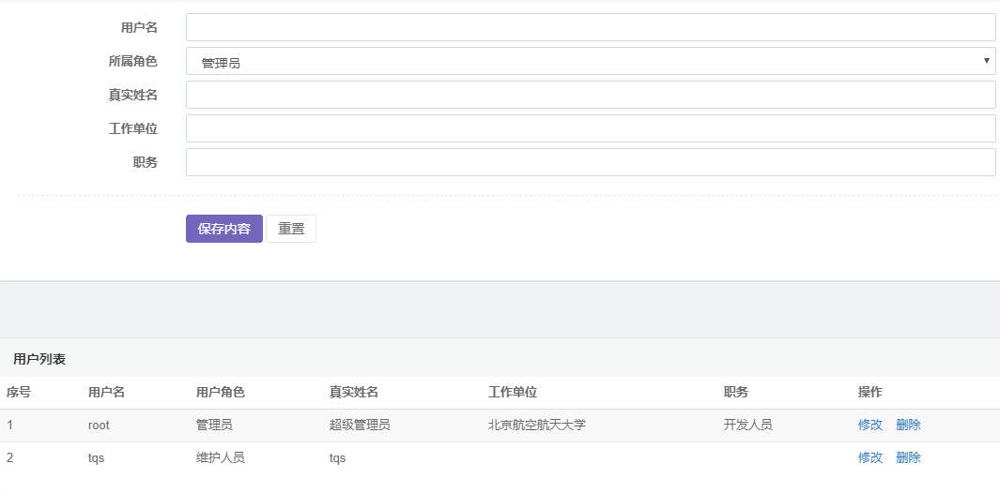 用户名
所属角色 管理员
真实姓名
工作单位
职务
保存内容 重置
用户列表
序号 用户名 用户角色 真实姓名 工作单位 职务 操作
1 root 管理员 超级管理员 北京航空航天大学 开发人员 修改 删除
2 tqs 维护人员 tqs 修改 删除